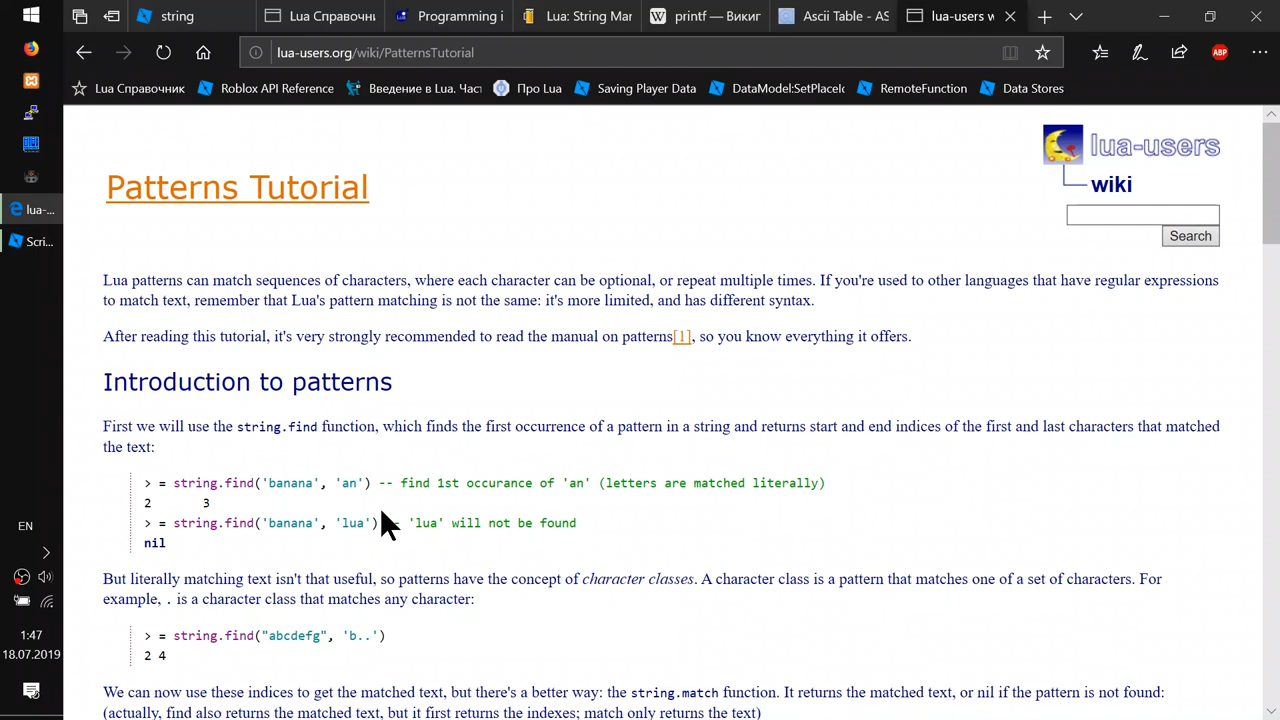 string
Lua Справочни
Programming i
Lua: String Mar
W printf — Викиг
Ascii Table - AS
lua-users w
lua-users.org/wiki/PatternsTutorial
ABP
Lua Справочник
Roblox API Reference
Введение в Lua. Част
Про Lua
Saving Player Data
DataModel:SetPlaceId
RemoteFunction
Data Stores
lua-users
wiki
Search
Patterns Tutorial
Lua patterns can match sequences of characters, where each character can be optional, or repeat multiple times. If you're used to other languages that have regular expressions
to match text, remember that Lua's pattern matching is not the same: it's more limited, and has different syntax.
After reading this tutorial, it's very strongly recommended to read the manual on patterns[1], so you know everything it offers.
Introduction to patterns
First we will use the string.find function, which finds the first occurrence of a pattern in a string and returns start and end indices of the first and last characters that matched
the text:
> = string.find('banana', 'an') -- find 1st occurance of 'an' (letters are matched literally)
2 3
> = string.find('banana', 'lua') - 'lua' will not be found
nil
But literally matching text isn't that useful, so patterns have the concept of character classes. A character class is a pattern that matches one of a set of characters. For
example, . is a character class that matches any character:
> = string.find("abcdefg", 'b..')
2 4
We can now use these indices to get the matched text, but there's a better way: the string.match function. It returns the matched text, or nil if the pattern is not found:
(actually, find also returns the matched text, but it first returns the indexes; match only returns the text)
lua-...
Scri...
EN
1:47
18.07.2019